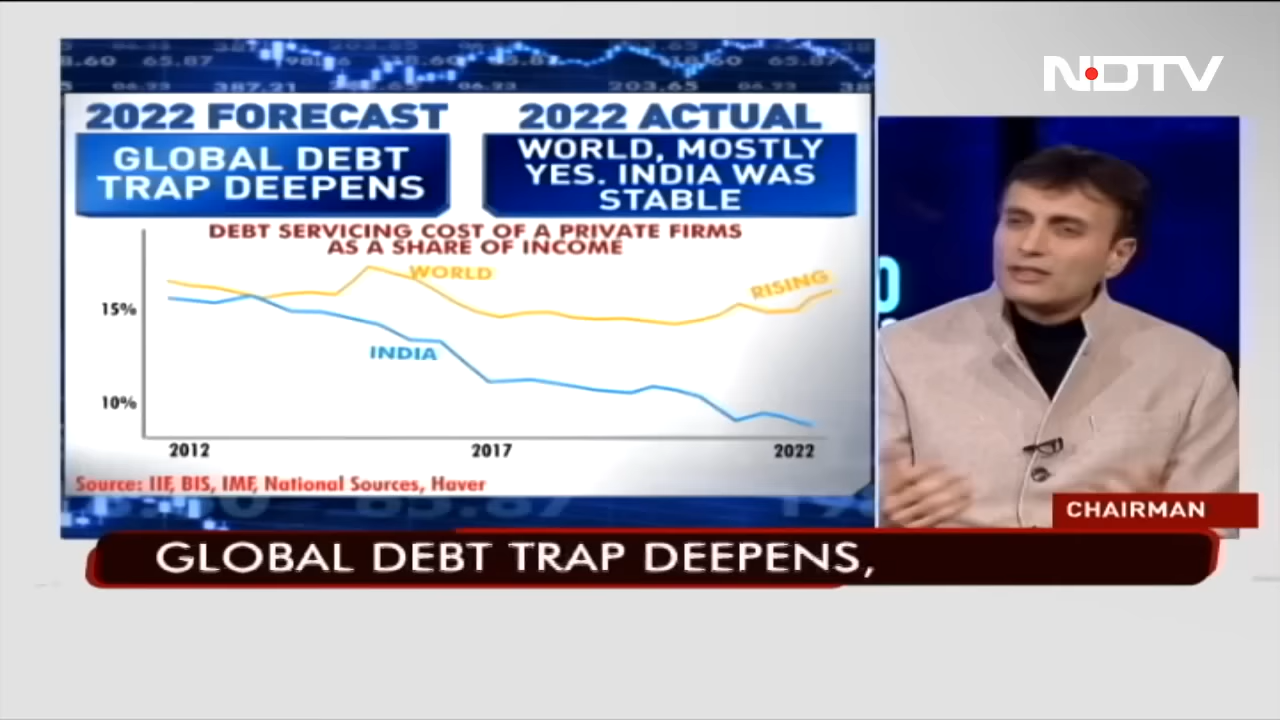 NDTV
2022 FORECAST
GLOBAL DEBT
TRAP DEEPENS
2022 ACTUAL
WORLD, MOSTLY
YES. INDIA WAS
STABLE
DEBT SERVICING COST OF A PRIVATE FIRMS
AS A SHARE OF INCOME
WORLD
RISING
15%
INDIA
10%
2012 2017 2022
Source: IIF, BIS, IMF, National Sources, Haver
CHAIRMAN
GLOBAL DEBT TRAP DEEPENS,